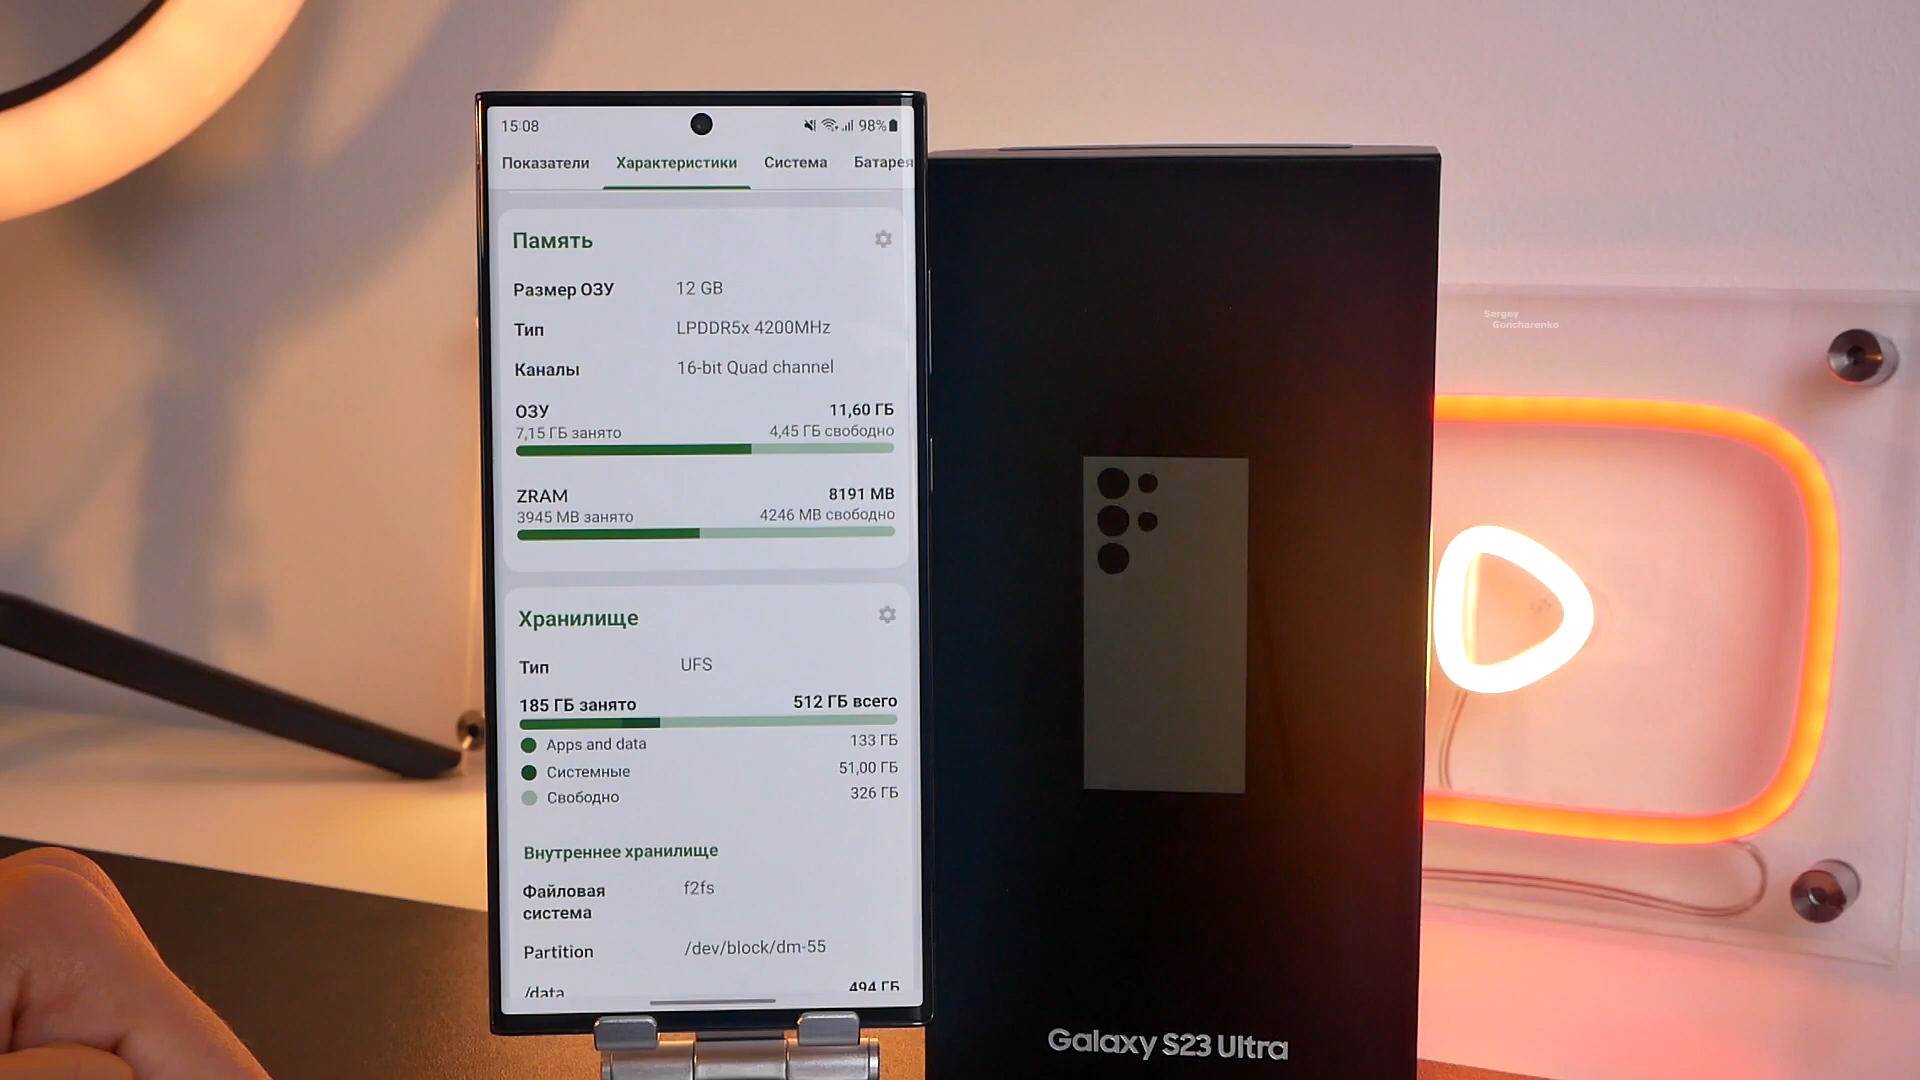 15:08 98%
Показатели Характеристики Система Батарея
Память
Размер ОЗУ 12 GB
Тип LPDDR5x 4200MHz
Каналы 16-bit Quad channel
ОЗУ 11,60 ГБ
7,15 ГБ занято 4,45 ГБ свободно
ZRAM 8191 MB
3945 MB занято 4246 MB свободно
Хранилище
Тип UFS
185 ГБ занято 512 ГБ всего
Apps and data 133 ГБ
Системные 51,00 ГБ
Свободно 326 ГБ
Внутреннее хранилище
Файловая f2fs
система
Partition /dev/block/dm-55
/data 494 ГБ
Galaxy S23 Ultra
Sergey
Goncharenko